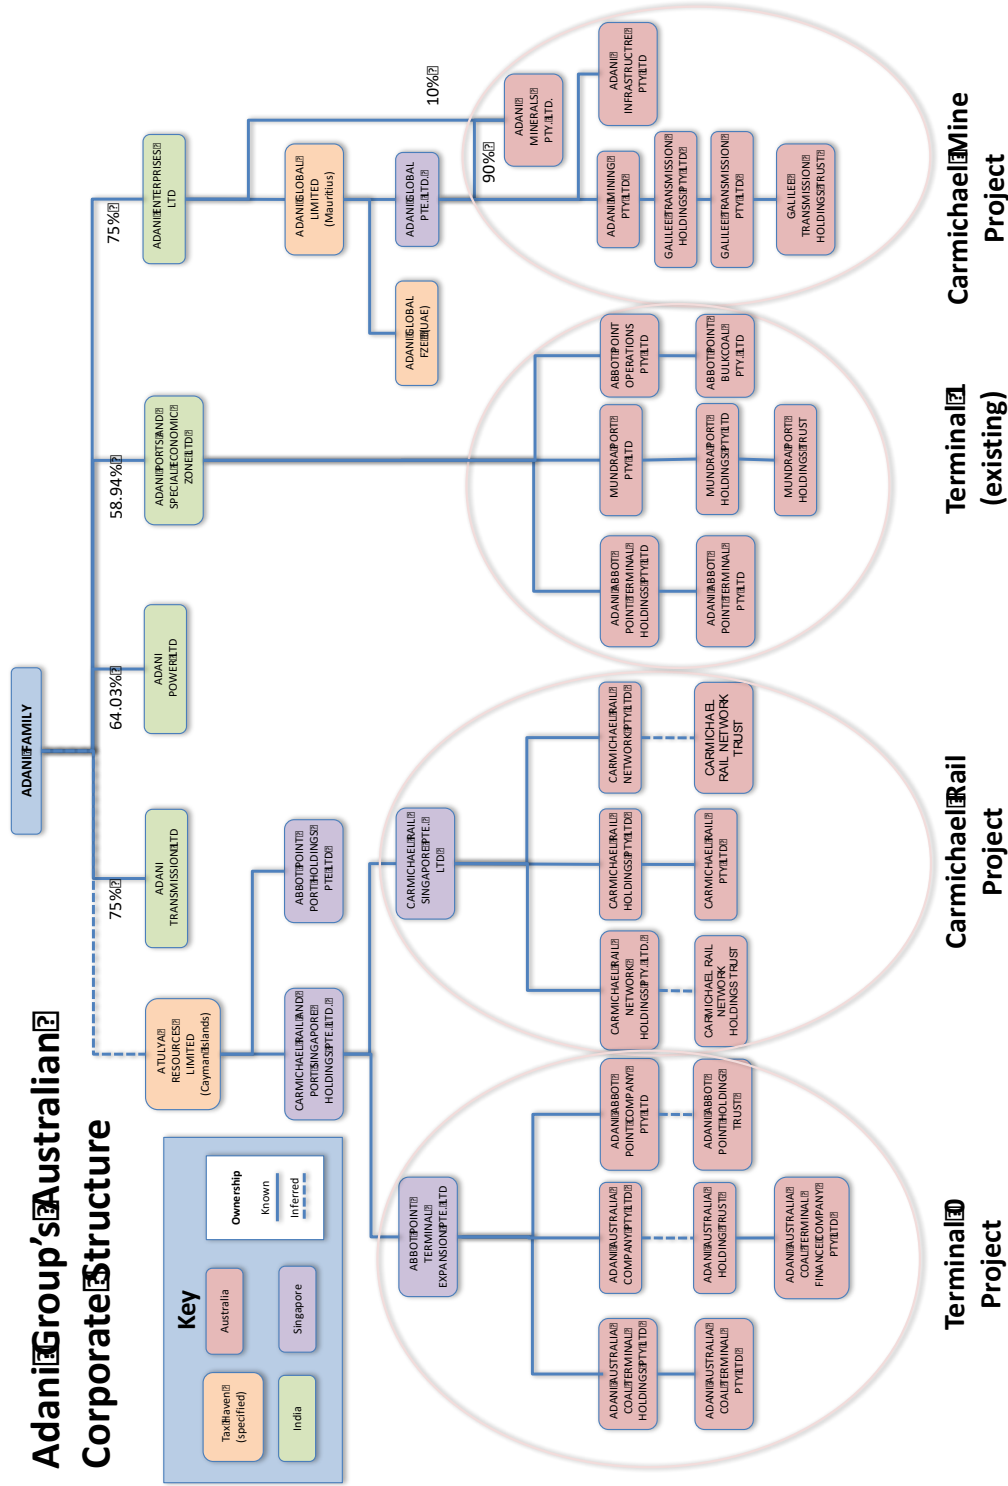 Adani Group's Australian
Corporate Structure
Key
Tax Haven
(specified)
Australia
India
Singapore
Ownership
Known
Inferred
ADANI FAMILY
75%
64.03%
58.94%
75%
ATULYA
RESOURCES
LIMITED
(Cayman Islands)
ADANI
TRANSMISSION LTD
ADANI
POWER LTD
ADANI PORTS AND
SPECIAL ECONOMIC
ZONE LTD
ADANI ENTERPRISES
LTD
CARMICHAEL RAIL AND
PORT SINGAPORE
HOLDINGS PTE. LTD.
ABBOT POINT
PORT HOLDINGS
PTE LTD
ADANI GLOBAL
LIMITED
(Mauritius)
ADANI GLOBAL
FZE (UAE)
ADANI GLOBAL
PTE. LTD.
10%
90%
ABBOT POINT
TERMINAL
EXPANSION PTE. LTD
CARMICHAEL RAIL
SINGAPORE PTE.
LTD
ADANI
MINERALS
PTY. LTD.
ADANI AUSTRALIA
COAL TERMINAL
HOLDINGS PTY LTD
ADANI AUSTRALIA
COMPANY PTY LTD
ADANI ABBOT
POINT COMPANY
PTY LTD
CARMICHAEL RAIL
NETWORK
HOLDINGS PTY. LTD.
CARMICHAEL RAIL
HOLDINGS PTY LTD
CARMICHAEL RAIL
NETWORK PTY LTD
ADANI ABBOT
POINT TERMINAL
HOLDINGS PTY LTD
MUNDRA PORT
PTY LTD
ABBOT POINT
OPERATIONS
PTY LTD
ADANI MINING
PTY LTD
ADANI
INFRASTRUCTRE
PTY LTD
ADANI AUSTRALIA
COAL TERMINAL
PTY LTD
ADANI AUSTRALIA
HOLDING TRUST
ADANI ABBOT
POINT HOLDING
TRUST
CARMICHAEL RAIL
NETWORK
HOLDINGS TRUST
CARMICHAEL RAIL
PTY LTD
CARMICHAEL
RAIL NETWORK
TRUST
ADANI ABBOT
POINT TERMINAL
PTY LTD
MUNDRA PORT
HOLDINGS PTY LTD
ABBOT POINT
BULKCOAL
PTY. LTD
GALILEE TRANSMISSION
HOLDINGS PTY LTD
GALILEE TRANSMISSION
PTY LTD
ADANI AUSTRALIA
COAL TERMINAL
FINANCE COMPANY
PTY LTD
MUNDRA PORT
HOLDINGS TRUST
GALILEE
TRANSMISSION
HOLDINGS TRUST
Terminal 0
Project
Carmichael Rail
Project
Terminal 1
(existing)
Carmichael Mine
Project